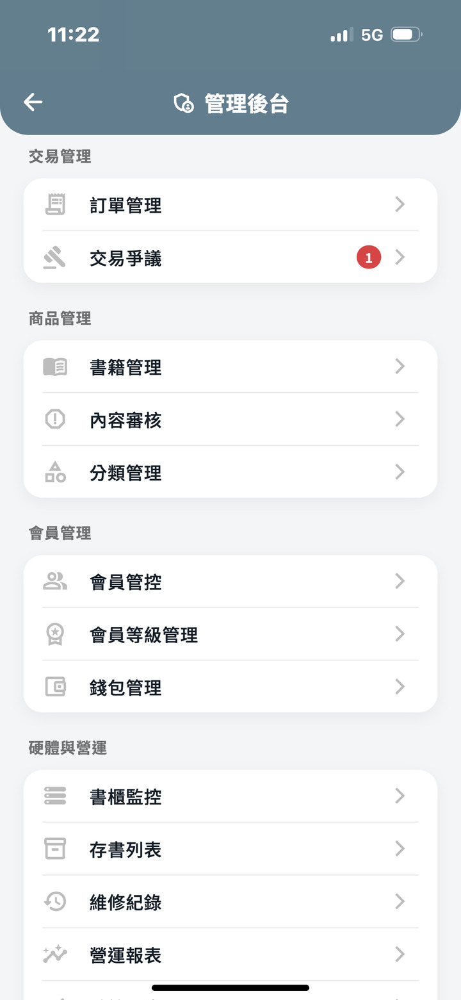 11:22
5G
管理後台
交易管理
訂單管理
交易爭議
1
商品管理
書籍管理
內容審核
分類管理
會員管理
會員管控
會員等級管理
錢包管理
硬體與營運
書櫃監控
存書列表
維修紀錄
營運報表